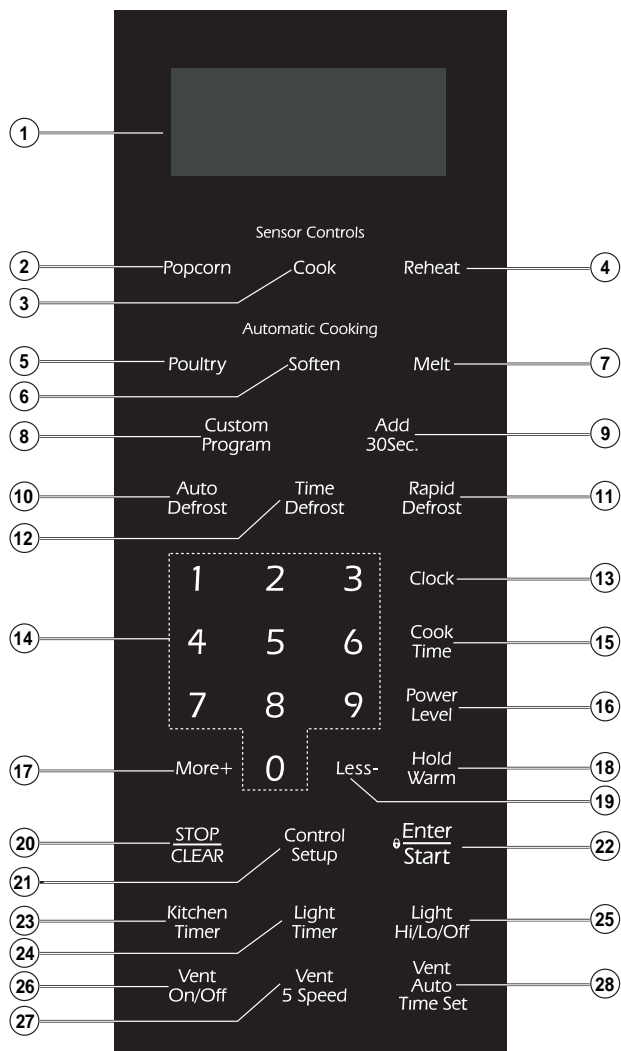 1
Sensor Controls
2 Popcorn Cook Reheat 4
3
Automatic Cooking
5 Poultry Soften Melt 7
6
8 Custom Program Add 30Sec. 9
10 Auto Defrost Time Defrost Rapid Defrost 11
12
1 2 3 Clock 13
14 4 5 6 Cook Time 15
7 8 9 Power Level 16
17 More+ 0 Less- Hold Warm 18
19
20 STOP CLEAR Control Setup Enter Start 22
21
23 Kitchen Timer Light Timer Light Hi/Lo/Off 25
24
26 Vent On/Off Vent 5 Speed Vent Auto Time Set 28
27